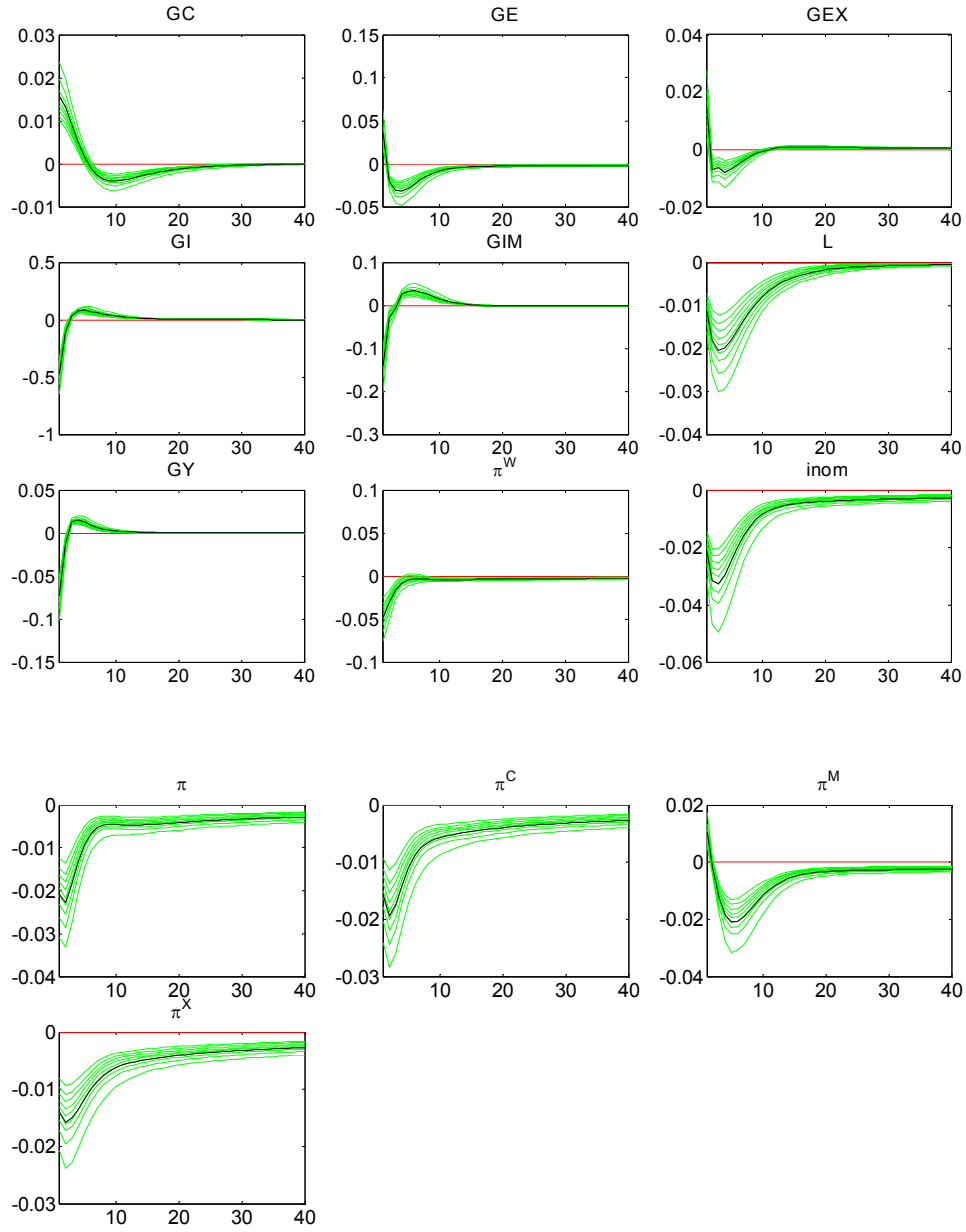 GC GE GEX
0.03 0.15 0.04
0.02 0.1 0.02
0.01 0.05
0 0 0
-0.01 -0.05 -0.02
10 20 30 40 10 20 30 40 10 20 30 40
GI GIM L
0.5 0.1 0
0 0 -0.01
-0.5 -0.1 -0.02
-0.2 -0.03
-1 -0.3 -0.04
10 20 30 40 10 20 30 40 10 20 30 40
GY π^W inom
0.05 0.1 0
0 0.05 -0.02
-0.05 0
-0.1 -0.05 -0.04
-0.15 -0.1 -0.06
10 20 30 40 10 20 30 40 10 20 30 40
π π^C π^M
0 0 0.02
-0.01 -0.01 0
-0.02
-0.03 -0.02 -0.02
-0.04 -0.03 -0.04
10 20 30 40 10 20 30 40 10 20 30 40
π^X
0
-0.01
-0.02
-0.03
10 20 30 40